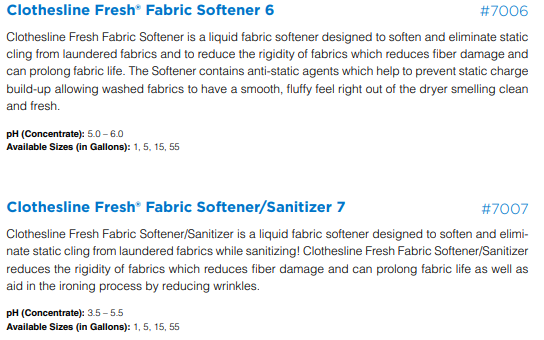 Clothesline Fresh® Fabric Softener 6 #7006
Clothesline Fresh Fabric Softener is a liquid fabric softener designed to soften and eliminate static
cling from laundered fabrics and to reduce the rigidity of fabrics which reduces fiber damage and
can prolong fabric life. The Softener contains anti-static agents which help to prevent static charge
build-up allowing washed fabrics to have a smooth, fluffy feel right out of the dryer smelling clean
and fresh.
pH (Concentrate): 5.0 – 6.0
Available Sizes (in Gallons): 1, 5, 15, 55
Clothesline Fresh® Fabric Softener/Sanitizer 7 #7007
Clothesline Fresh Fabric Softener/Sanitizer is a liquid fabric softener designed to soften and elimi-
nate static cling from laundered fabrics while sanitizing! Clothesline Fresh Fabric Softener/Sanitizer
reduces the rigidity of fabrics which reduces fiber damage and can prolong fabric life as well as
aid in the ironing process by reducing wrinkles.
pH (Concentrate): 3.5 – 5.5
Available Sizes (in Gallons): 1, 5, 15, 55